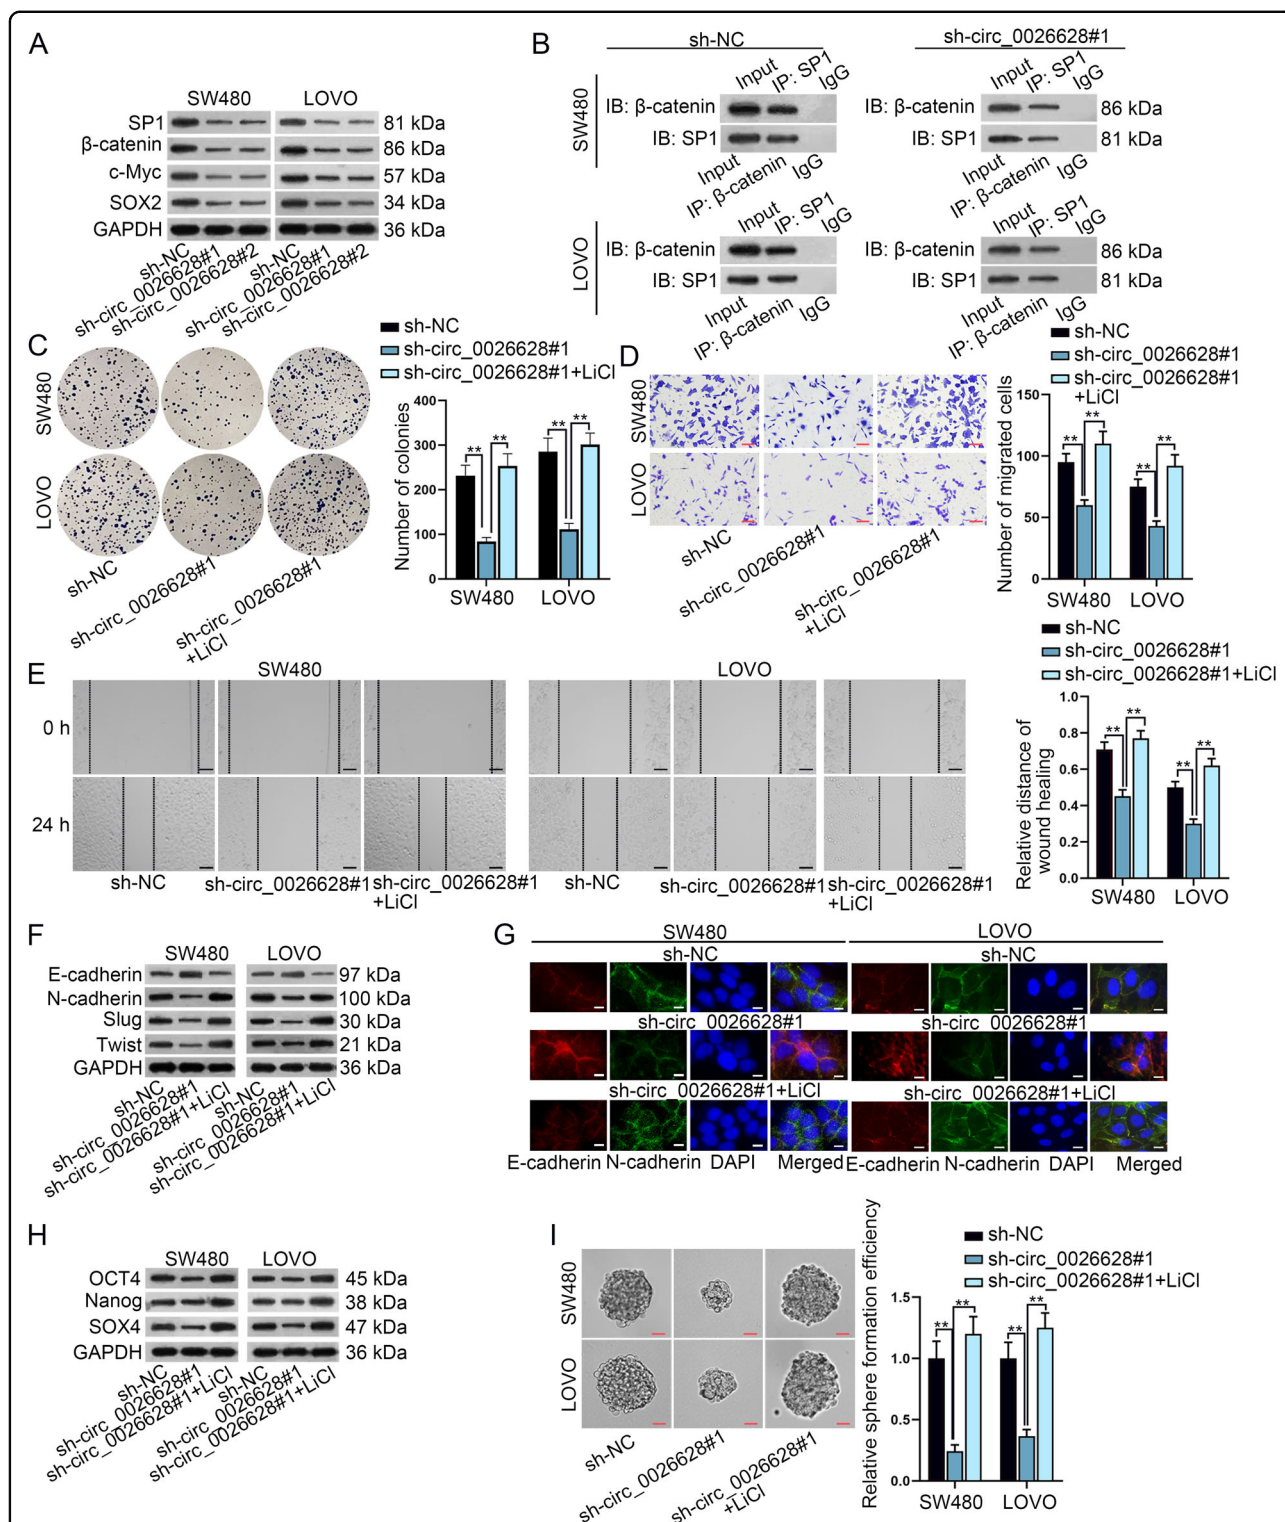 A
SW480 LOVO
SP1 81 kDa
β-catenin 86 kDa
c-Myc 57 kDa
SOX2 34 kDa
GAPDH 36 kDa
sh-NC
sh-circ_0026628#1
sh-circ_0026628#2
sh-NC
sh-circ_0026628#1
sh-circ_0026628#2
B
sh-NC sh-circ_0026628#1
SW480
Input IP: SP1 IgG Input IP: SP1 IgG
IB: β-catenin IB: β-catenin 86 kDa
IB: SP1 IB: SP1 81 kDa
Input IP: β-catenin IgG Input IP: β-catenin IgG
LOVO
Input IP: SP1 IgG Input IP: SP1 IgG
IB: β-catenin IB: β-catenin 86 kDa
IB: SP1 IB: SP1 81 kDa
Input IP: β-catenin IgG Input IP: β-catenin IgG
C
SW480
LOVO
sh-NC
sh-circ_0026628#1
sh-circ_0026628#1
+LiCl
sh-NC
sh-circ_0026628#1
sh-circ_0026628#1+LiCl
Number of colonies
400
300
200
100
0
** ** ** **
SW480 LOVO
D
SW480
LOVO
sh-NC
sh-circ_0026628#1
sh-circ_0026628#1
+LiCl
sh-NC
sh-circ_0026628#1
sh-circ_0026628#1
+LiCl
Number of migrated cells
150
100
50
0
** ** ** **
SW480 LOVO
E
SW480 LOVO
0 h
24 h
sh-NC sh-circ_0026628#1 sh-circ_0026628#1
+LiCl
sh-NC sh-circ_0026628#1 sh-circ_0026628#1
+LiCl
sh-NC
sh-circ_0026628#1
sh-circ_0026628#1+LiCl
Relative distance of
wound healing
1.0
0.8
0.6
0.4
0.2
0.0
** ** ** **
SW480 LOVO
F
SW480 LOVO
E-cadherin 97 kDa
N-cadherin 100 kDa
Slug 30 kDa
Twist 21 kDa
GAPDH 36 kDa
sh-NC
sh-circ_0026628#1
sh-circ_0026628#1+LiCl
sh-NC
sh-circ_0026628#1
sh-circ_0026628#1+LiCl
G
SW480 LOVO
sh-NC sh-NC
sh-circ_0026628#1 sh-circ_0026628#1
sh-circ_0026628#1+LiCl sh-circ_0026628#1+LiCl
E-cadherin N-cadherin DAPI Merged E-cadherin N-cadherin DAPI Merged
H
SW480 LOVO
OCT4 45 kDa
Nanog 38 kDa
SOX4 47 kDa
GAPDH 36 kDa
sh-NC
sh-circ_0026628#1
sh-circ_0026628#1+LiCl
sh-NC
sh-circ_0026628#1
sh-circ_0026628#1+LiCl
I
SW480
LOVO
sh-NC
sh-circ_0026628#1
sh-circ_0026628#1
+LiCl
sh-NC
sh-circ_0026628#1
sh-circ_0026628#1+LiCl
Relative sphere formation efficiency
1.5
1.0
0.5
0.0
** ** ** **
SW480 LOVO